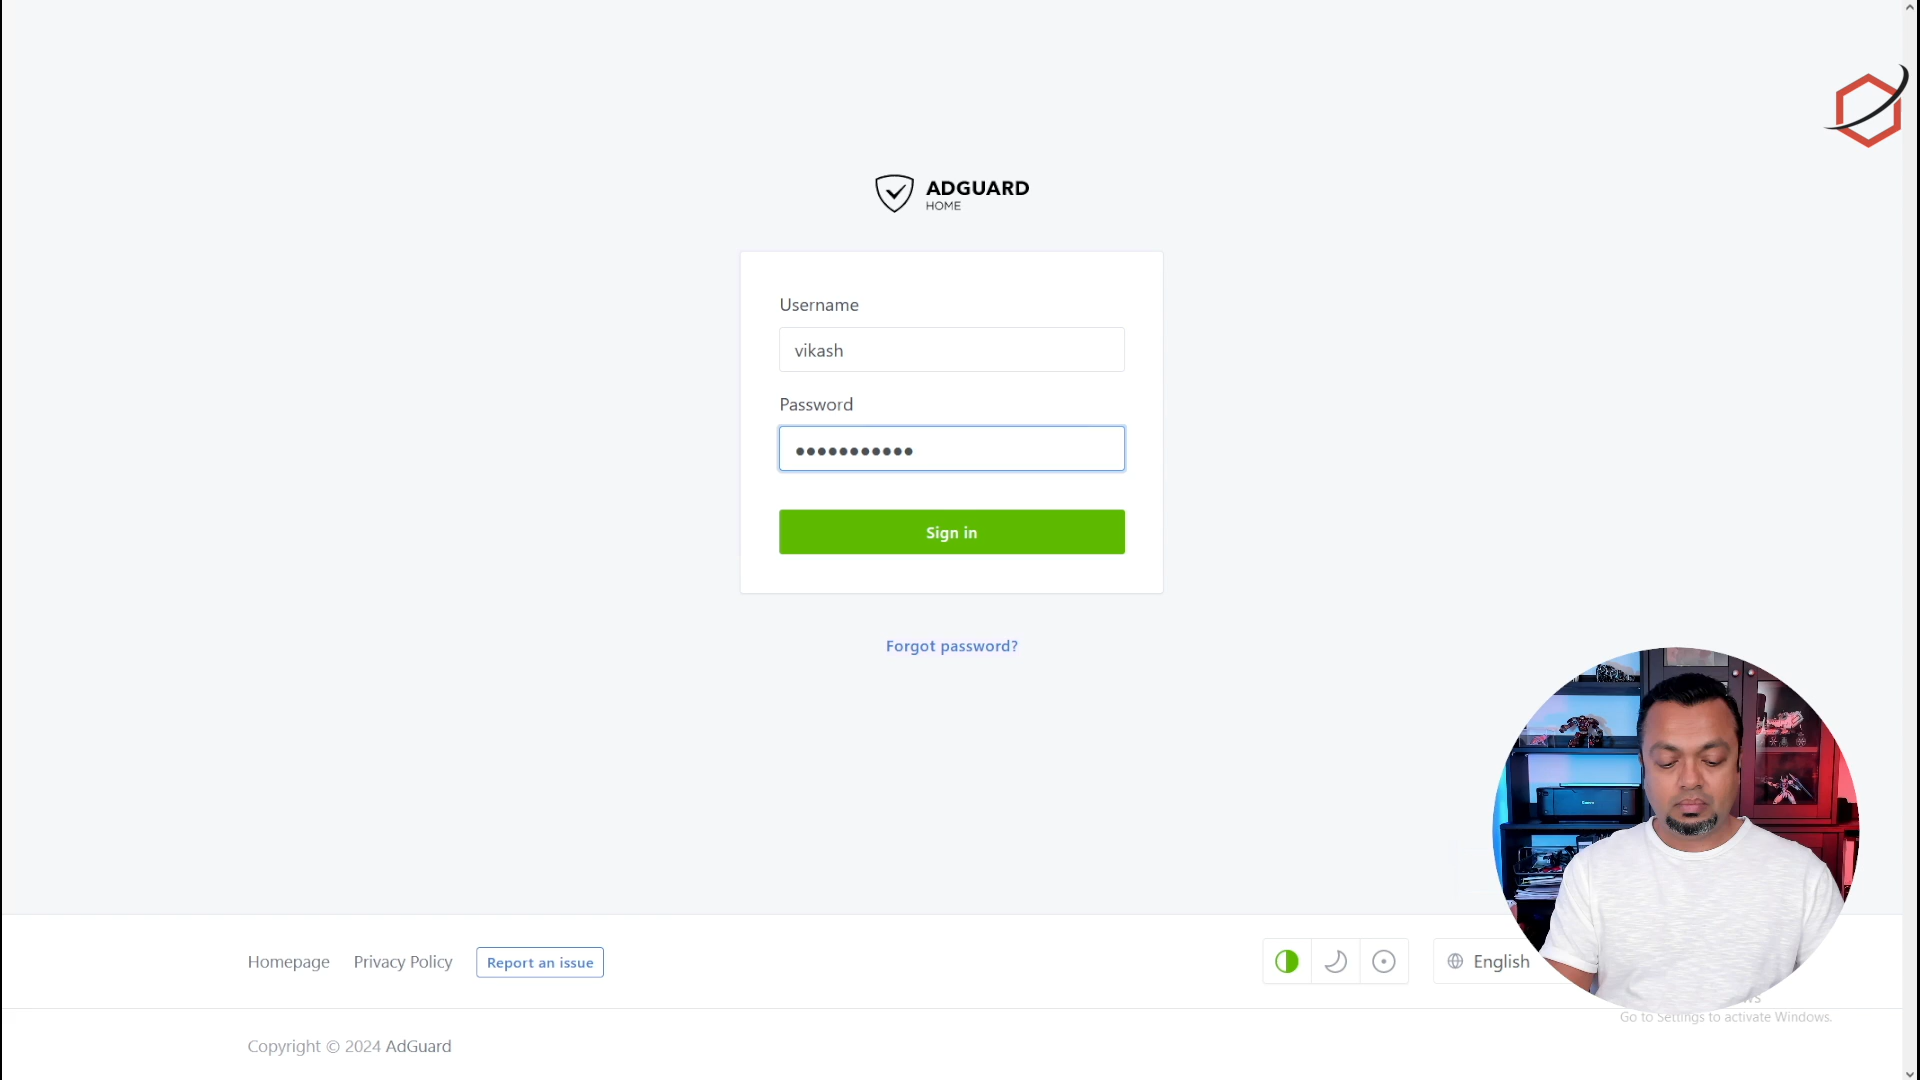 ADGUARD
HOME
Username
vikash
Password
Sign in
Forgot password?
Homepage
Privacy Policy
Report an issue
English
Go to Settings to activate Windows.
Copyright © 2024 AdGuard